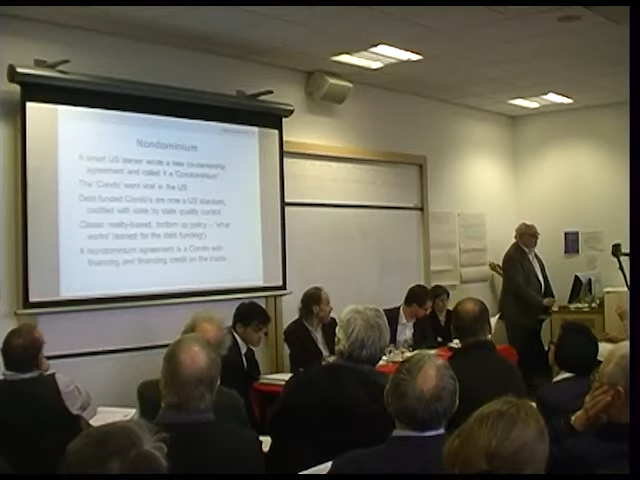 Nondominium
A smart US lawyer wrote a new condominium
agreement and called it a 'Condominium'
The 'Condo' went viral in the US
Debt funded Condo's are now a US standard,
codified with state by state quality control
Classic reality-based, bottom up policy – 'what
works' (except for the debt funding!)
A Nondominium agreement is a Condo with
financing and financing credit on the inside